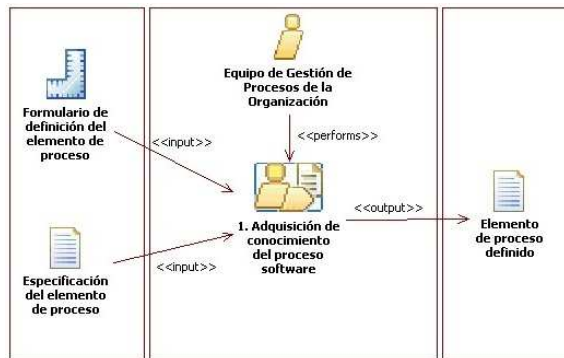 Equipo de Gestión de
Procesos de la
Organización
Formulario de
definición del
elemento de
proceso
<<input>>
<<performs>>
<<output>>
1. Adquisición de
conocimiento
del proceso
software
Elemento
de proceso
definido
<<input>>
Especificación
del elemento
de proceso